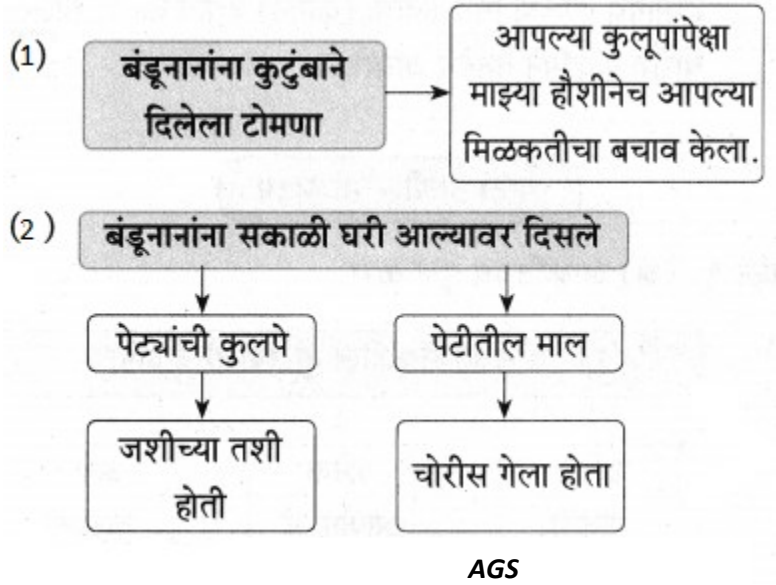 (1)
बंडूनानांना कुटुंबाने
दिलेला टोमणा
आपल्या कुलूपांपेक्षा
माझ्या हौशीनेच आपल्या
मिळकतीचा बचाव केला.
(2)
बंडूनानांना सकाळी घरी आल्यावर दिसले
पेट्यांची कुलपे
पेटीतील माल
जशीच्या तशी
होती
चोरीस गेला होता
AGS